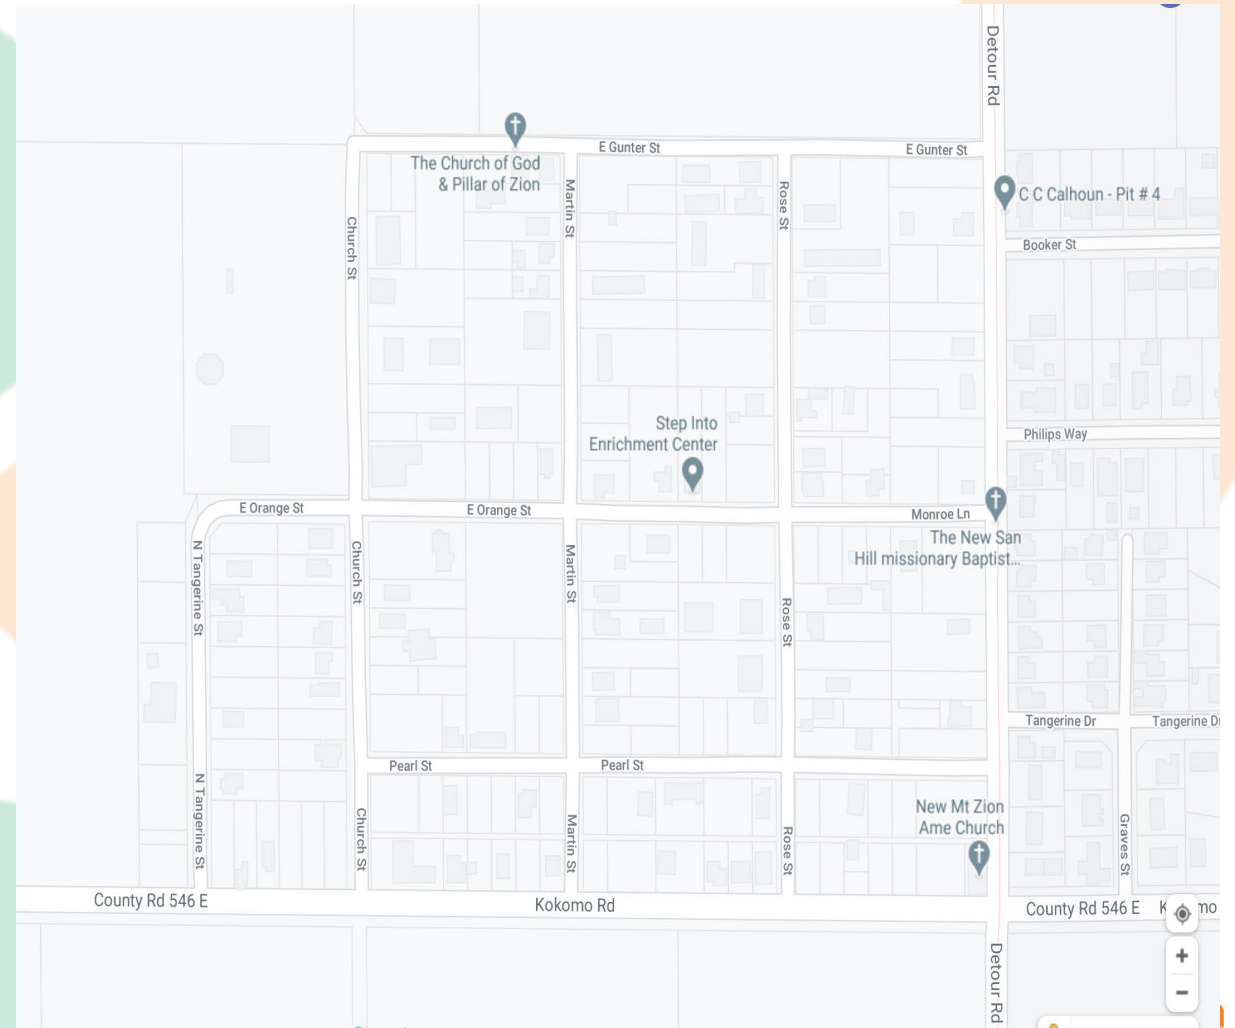 Detour Rd
E Gunter St
E Gunter St
The Church of God
& Pillar of Zion
Martin St
Rose St
C C Calhoun - Pit # 4
Church St
Booker St
Step Into
Enrichment Center
Philips Way
E Orange St
E Orange St
Monroe Ln
The New San
Hill missionary Baptist...
N Tangerine St
Church St
Martin St
Rose St
Tangerine Dr
Tangerine D
Pearl St
Pearl St
N Tangerine St
Church St
Martin St
Rose St
New Mt Zion
Ame Church
Graves St
County Rd 546 E
Kokomo Rd
County Rd 546 E
Detour Rd